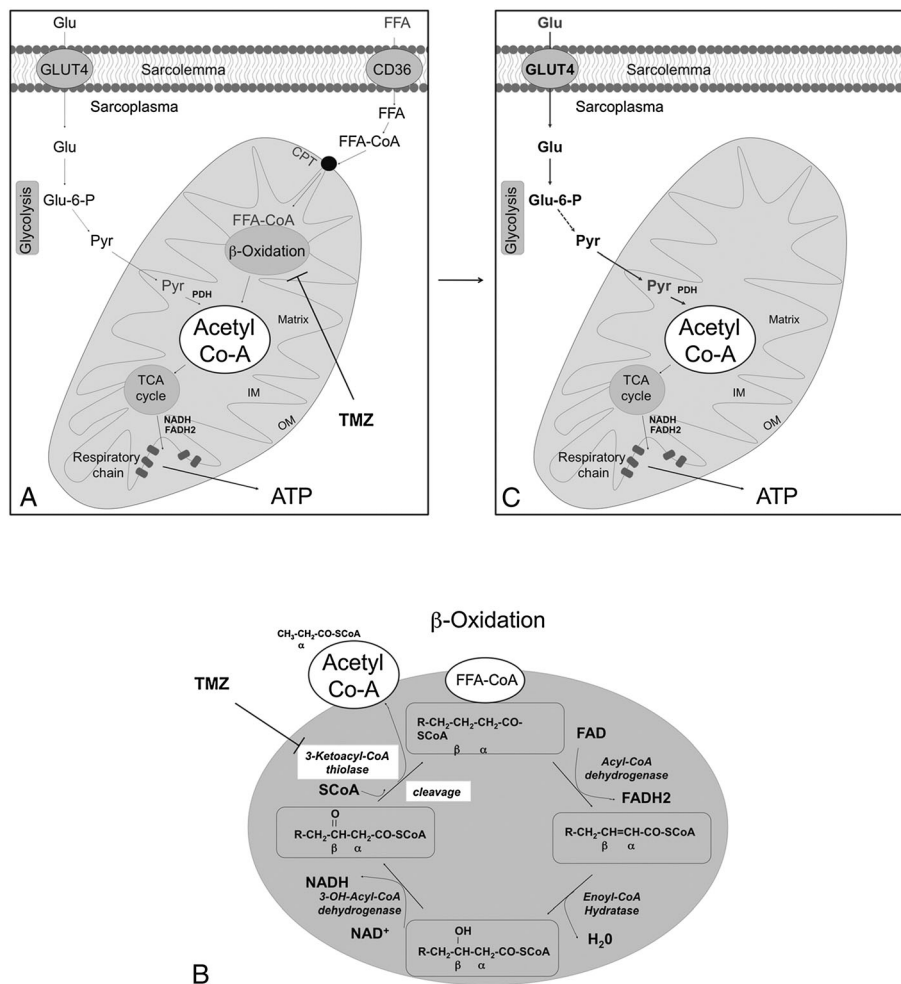 Glu
FFA
GLUT4
Sarcolemma
CD36
Sarcoplasma
FFA
Glu
FFA-CoA
CPT
Glycolysis
Glu-6-P
FFA-CoA
Pyr
β-Oxidation
Pyr
PDH
Acetyl
Co-A
Matrix
TCA
cycle
IM
NADH
FADH2
TMZ
OM
Respiratory
chain
ATP
A
Glu
GLUT4
Sarcolemma
Sarcoplasma
Glu
Glycolysis
Glu-6-P
Pyr
Pyr
PDH
Acetyl
Co-A
Matrix
TCA
cycle
IM
NADH
FADH2
OM
Respiratory
chain
ATP
C
β-Oxidation
CH₃-CH₂-CO-SCoA
α
Acetyl
Co-A
FFA-CoA
TMZ
R-CH₂-CH₂-CH₂-CO-
SCoA
β α
FAD
3-Ketoacyl-CoA
thiolase
Acyl-CoA
dehydrogenase
SCoA
cleavage
FADH2
O
R-CH₂-CH-CH₂-CO-SCoA
β α
R-CH₂-CH=CH-CO-SCoA
β α
NADH
3-OH-Acyl-CoA
dehydrogenase
NAD⁺
Enoyl-CoA
Hydratase
H₂0
OH
R-CH₂-CH-CH₂-CO-SCoA
β α
B